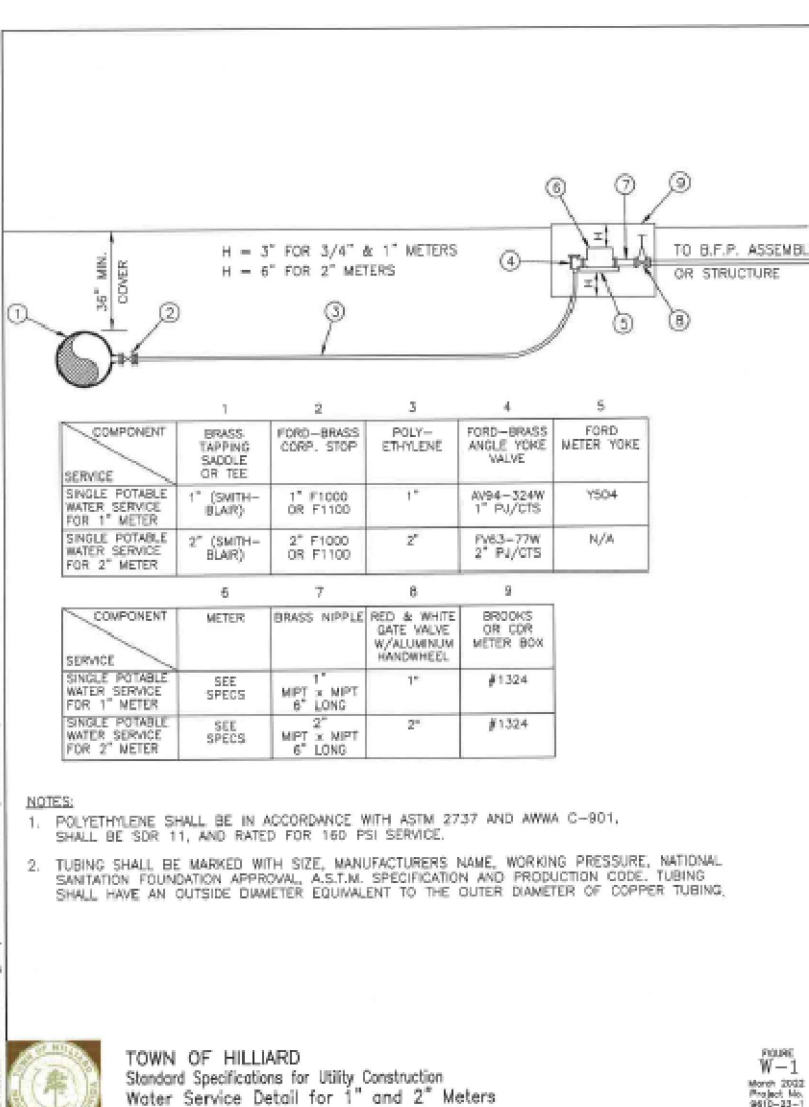 6 7 9
H = 3" FOR 3/4" & 1" METERS
H = 6" FOR 2" METERS
36" MIN.
COVER
H
H
4
TO B.F.P. ASSEMBL
OR STRUCTURE
1 2 3 5 8
1 2 3 4 5
COMPONENT
SERVICE
BRASS
TAPPING
SADDLE
OR TEE
FORD-BRASS
CORP. STOP
POLY-
ETHYLENE
FORD-BRASS
ANGLE YOKE
VALVE
FORD
METER YOKE
SINGLE POTABLE
WATER SERVICE
FOR 1" METER
1" (SMITH-
BLAIR)
1" F1000
OR F1100
1"
AV94-324W
1" PJ/CTS
Y504
SINGLE POTABLE
WATER SERVICE
FOR 2" METER
2" (SMITH-
BLAIR)
2" F1000
OR F1100
2"
FV63-77W
2" PJ/CTS
N/A
6 7 8 9
COMPONENT
SERVICE
METER
BRASS NIPPLE
RED & WHITE
GATE VALVE
W/ALUMINUM
HANDWHEEL
BROOKS
OR CDR
METER BOX
SINGLE POTABLE
WATER SERVICE
FOR 1" METER
SEE
SPECS
1"
MIPT x MIPT
6" LONG
1"
#1324
SINGLE POTABLE
WATER SERVICE
FOR 2" METER
SEE
SPECS
2"
MIPT x MIPT
6" LONG
2"
#1324
NOTES:
1. POLYETHYLENE SHALL BE IN ACCORDANCE WITH ASTM 2737 AND AWWA C-901,
SHALL BE SDR 11, AND RATED FOR 160 PSI SERVICE.
2. TUBING SHALL BE MARKED WITH SIZE, MANUFACTURERS NAME, WORKING PRESSURE, NATIONAL
SANITATION FOUNDATION APPROVAL, A.S.T.M. SPECIFICATION AND PRODUCTION CODE. TUBING
SHALL HAVE AN OUTSIDE DIAMETER EQUIVALENT TO THE OUTER DIAMETER OF COPPER TUBING.
TOWN OF HILLIARD
TOWN OF HILLIARD
Standard Specifications for Utility Construction
Water Service Detail for 1" and 2" Meters
FIGURE
W-1
March 2002
Project No.
9610-23-1